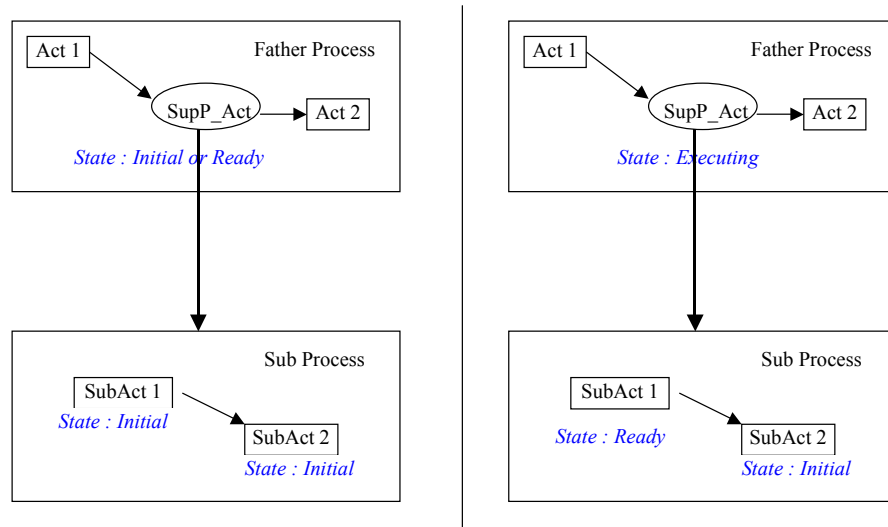 Act 1
Father Process
SupP_Act
Act 2
State : Initial or Ready
Sub Process
SubAct 1
State : Initial
SubAct 2
State : Initial
Act 1
Father Process
SupP_Act
Act 2
State : Executing
Sub Process
SubAct 1
State : Ready
SubAct 2
State : Initial